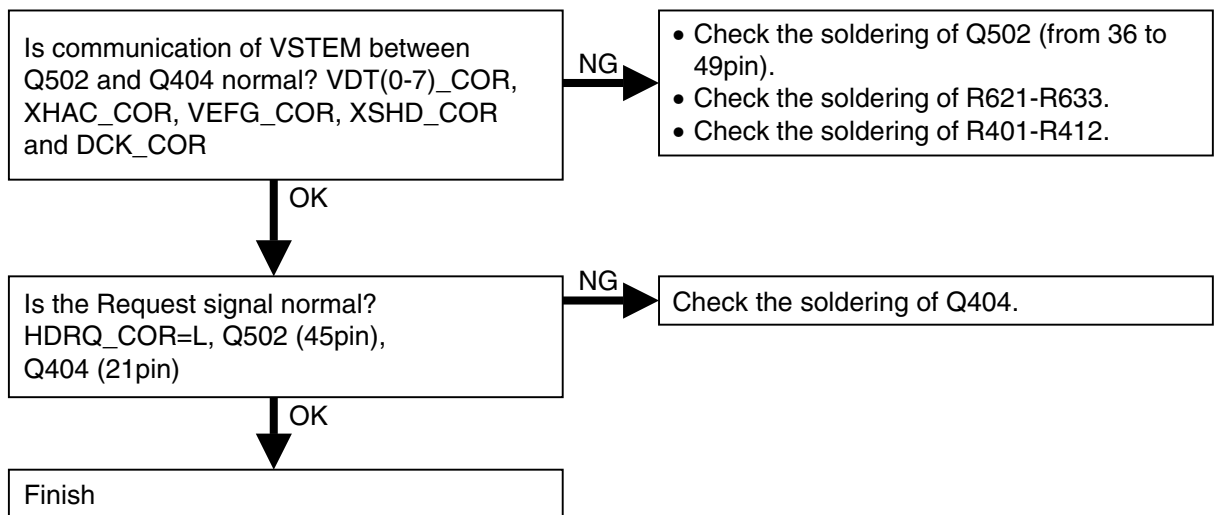 Is communication of VSTEM between
Q502 and Q404 normal? VDT(0-7)_COR,
XHAC_COR, VEFG_COR, XSHD_COR
and DCK_COR
NG
• Check the soldering of Q502 (from 36 to
49pin).
• Check the soldering of R621-R633.
• Check the soldering of R401-R412.
OK
Is the Request signal normal?
HDRQ_COR=L, Q502 (45pin),
Q404 (21pin)
NG
Check the soldering of Q404.
OK
Finish